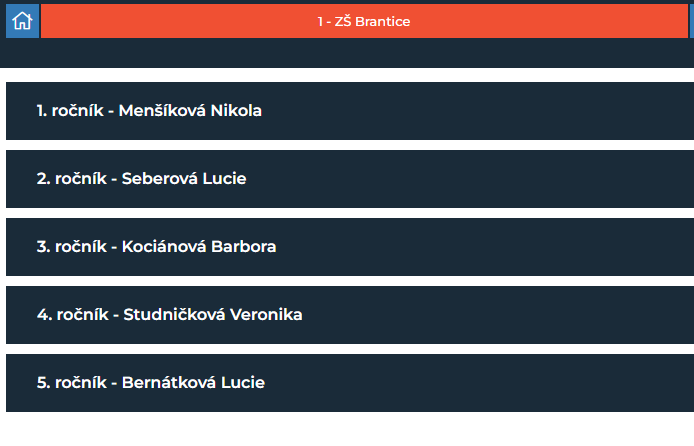 1 - ZŠ Brantice
1. ročník - Menšíková Nikola
2. ročník - Seberová Lucie
3. ročník - Kociánová Barbora
4. ročník - Studničková Veronika
5. ročník - Bernátková Lucie